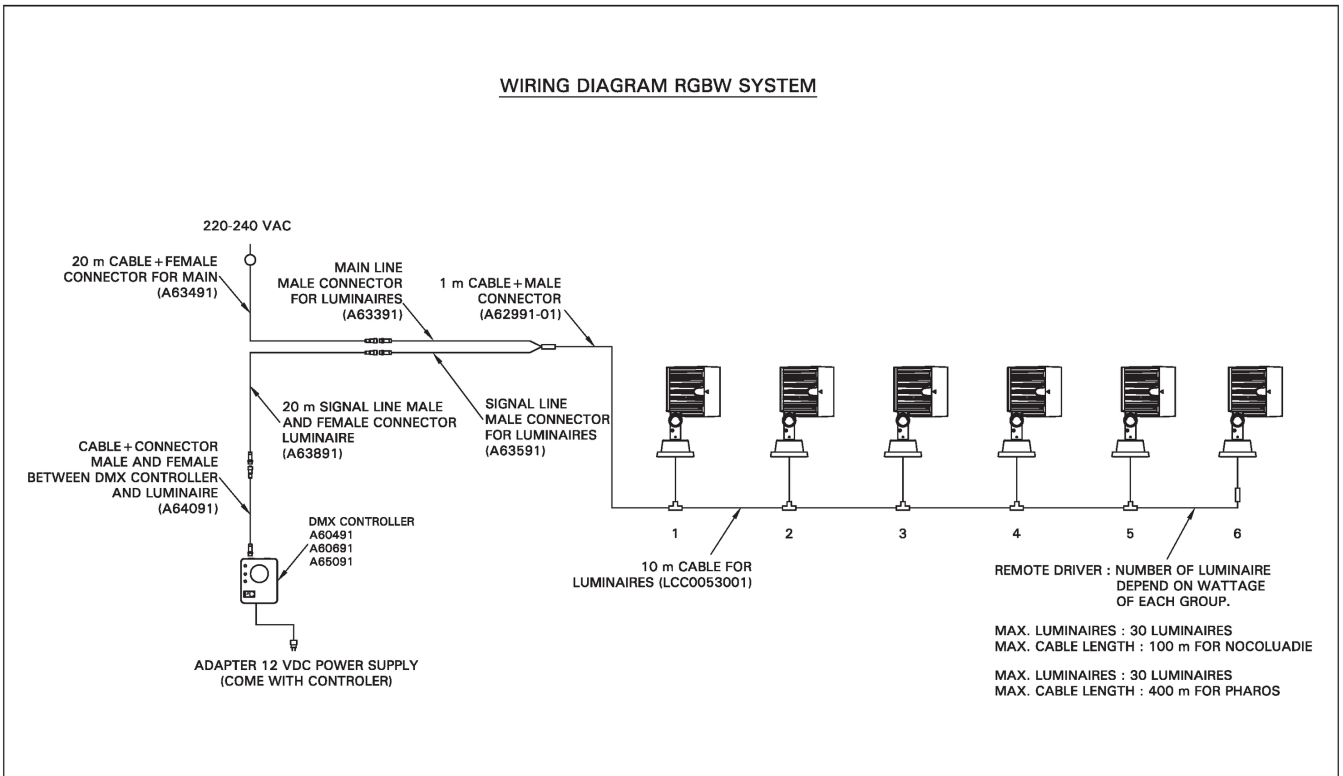 WIRING DIAGRAM RGBW SYSTEM
220-240 VAC
20 m CABLE+FEMALE
CONNECTOR FOR MAIN
(A63491)
MAIN LINE
MALE CONNECTOR
FOR LUMINAIRES
(A63391)
1 m CABLE+MALE
CONNECTOR
(A62991-01)
20 m SIGNAL LINE MALE
AND FEMALE CONNECTOR
LUMINAIRE
(A63891)
SIGNAL LINE
MALE CONNECTOR
FOR LUMINAIRES
(A63591)
CABLE+CONNECTOR
MALE AND FEMALE
BETWEEN DMX CONTROLLER
AND LUMINAIRE
(A64091)
DMX CONTROLLER
A60491
A60691
A65091
ADAPTER 12 VDC POWER SUPPLY
(COME WITH CONTROLER)
1
2
3
4
5
6
10 m CABLE FOR
LUMINAIRES (LCC0053001)
REMOTE DRIVER : NUMBER OF LUMINAIRE
DEPEND ON WATTAGE
OF EACH GROUP.
MAX. LUMINAIRES : 30 LUMINAIRES
MAX. CABLE LENGTH : 100 m FOR NOCOLUADIE
MAX. LUMINAIRES : 30 LUMINAIRES
MAX. CABLE LENGTH : 400 m FOR PHAROS